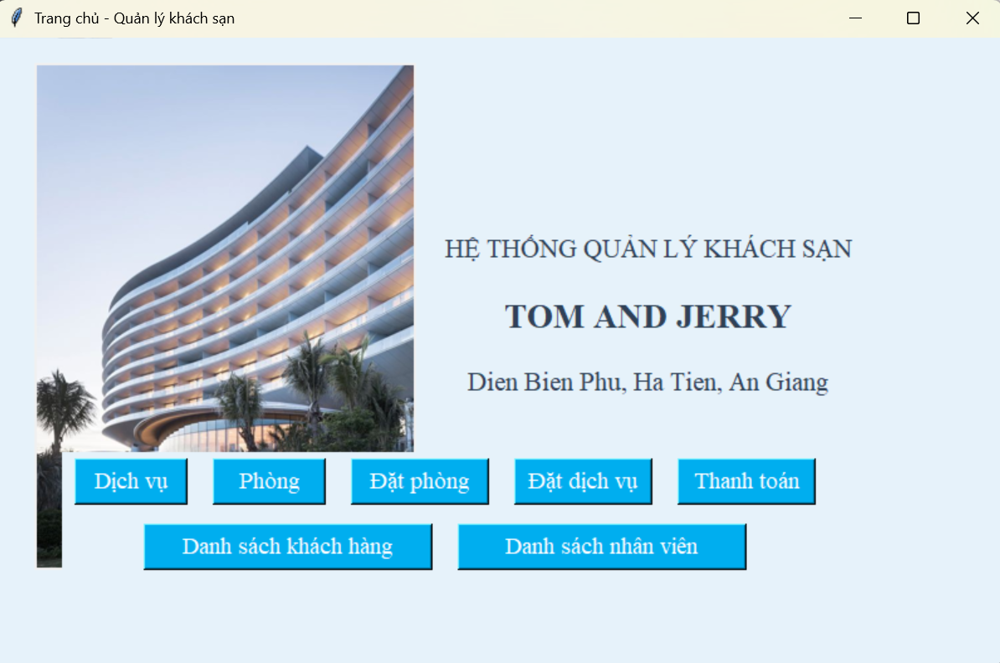 Trang chủ - Quản lý khách sạn
HỆ THỐNG QUẢN LÝ KHÁCH SẠN
TOM AND JERRY
Dien Bien Phu, Ha Tien, An Giang
Dịch vụ Phòng Đặt phòng Đặt dịch vụ Thanh toán
Danh sách khách hàng Danh sách nhân viên